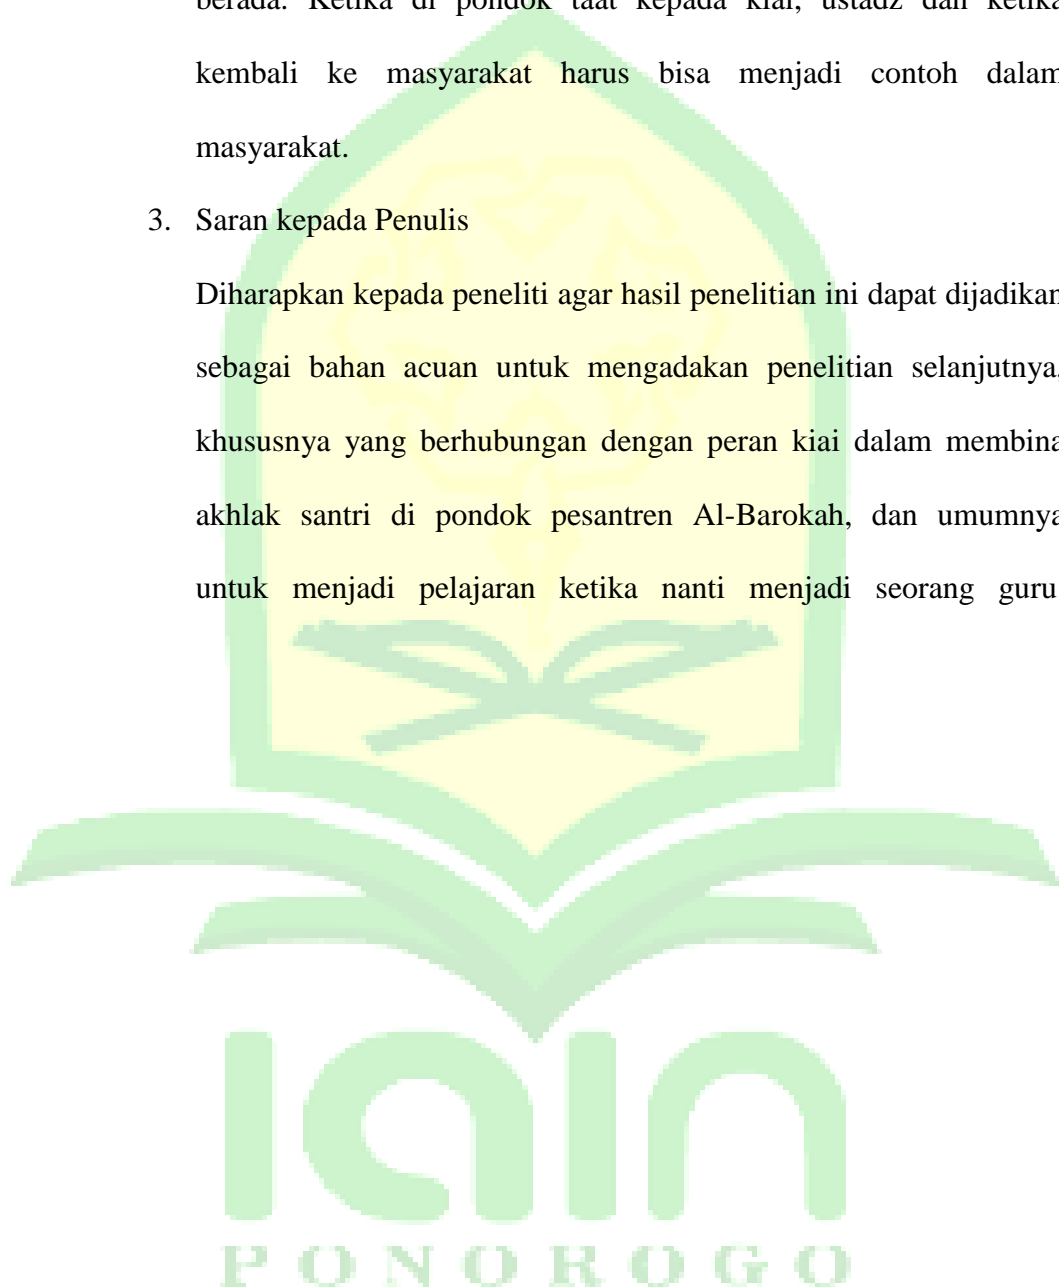 berada. Ketika di pondok taat kepada kiai, ustadz dan ketika
kembali ke masyarakat harus bisa menjadi contoh dalam
masyarakat.
3. Saran kepada Penulis
Diharapkan kepada peneliti agar hasil penelitian ini dapat dijadikan
sebagai bahan acuan untuk mengadakan penelitian selanjutnya,
khususnya yang berhubungan dengan peran kiai dalam membina
akhlak santri di pondok pesantren Al-Barokah, dan umumnya
untuk menjadi pelajaran ketika nanti menjadi seorang guru.
iain
PONOROGO